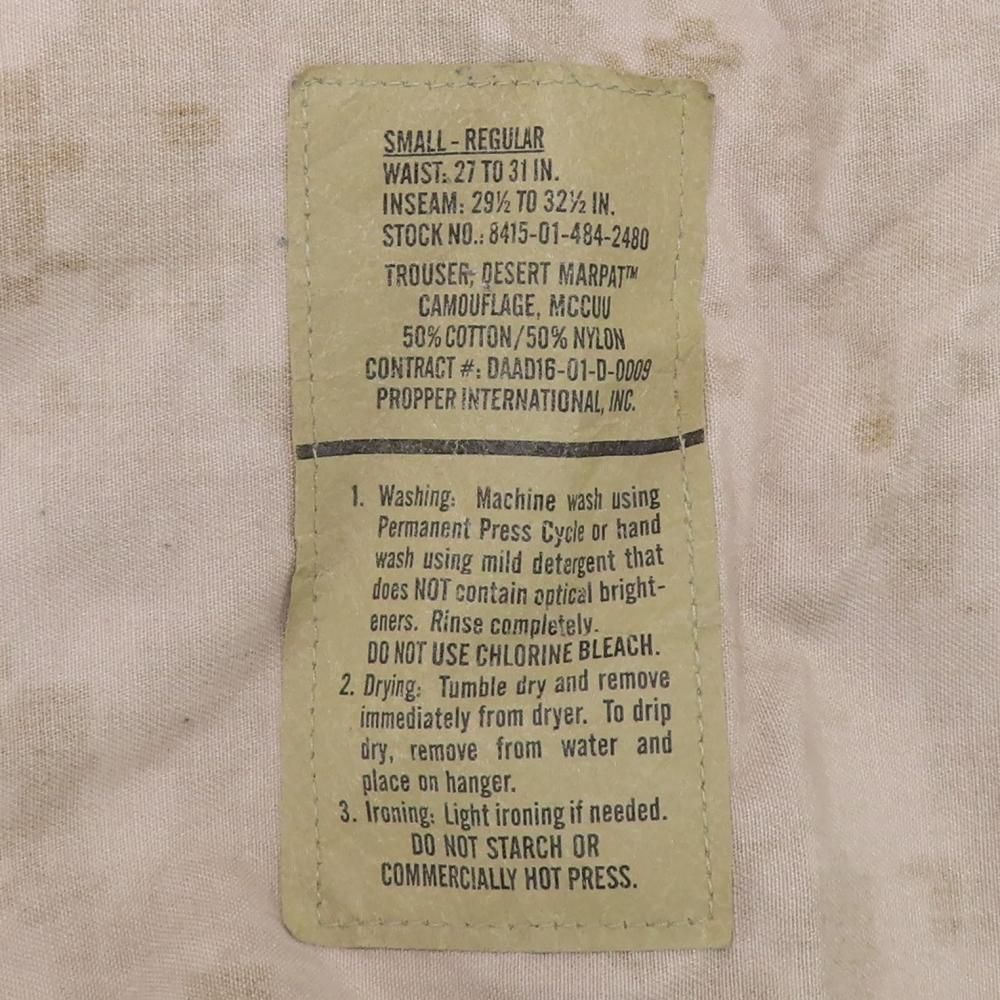 SMALL - REGULAR
WAIST: 27 TO 31 IN.
INSEAM: 29½ TO 32½ IN.
STOCK NO.: 8415-01-484-2480
TROUSER, DESERT MARPAT™
CAMOUFLAGE, MCCUU
50% COTTON/50% NYLON
CONTRACT #: DAAD16-01-D-0009
PROPPER INTERNATIONAL, INC.
1. Washing: Machine wash using
Permanent Press Cycle or hand
wash using mild detergent that
does NOT contain optical bright-
eners. Rinse completely.
DO NOT USE CHLORINE BLEACH.
2. Drying: Tumble dry and remove
immediately from dryer. To drip
dry, remove from water and
place on hanger.
3. Ironing: Light ironing if needed.
DO NOT STARCH OR
COMMERCIALLY HOT PRESS.